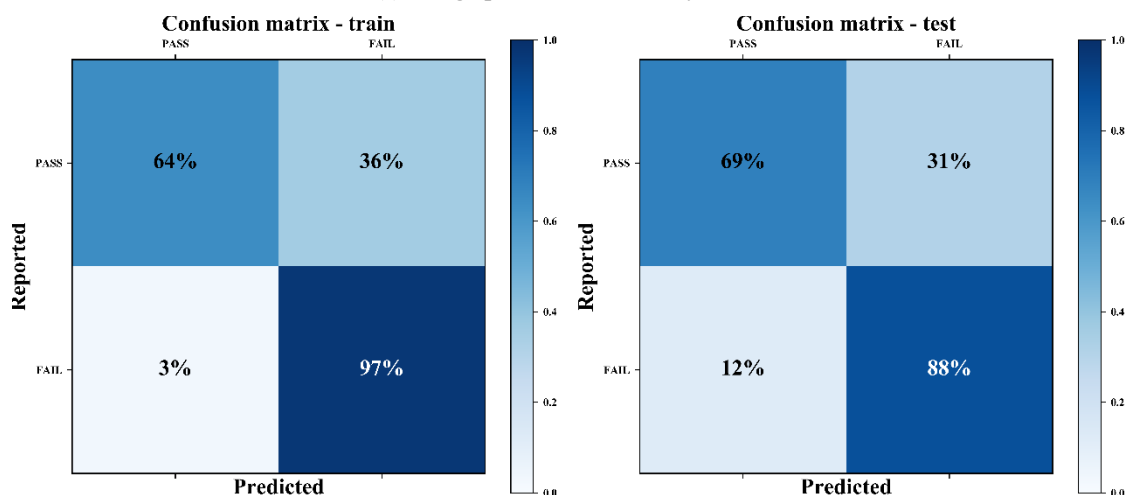 Confusion matrix - train
PASS FAIL
PASS
64% 36%
FAIL
3% 97%
Reported
Predicted
1.0
0.8
0.6
0.4
0.2
0.0
Confusion matrix - test
PASS FAIL
PASS
69% 31%
FAIL
12% 88%
Reported
Predicted
1.0
0.8
0.6
0.4
0.2
0.0